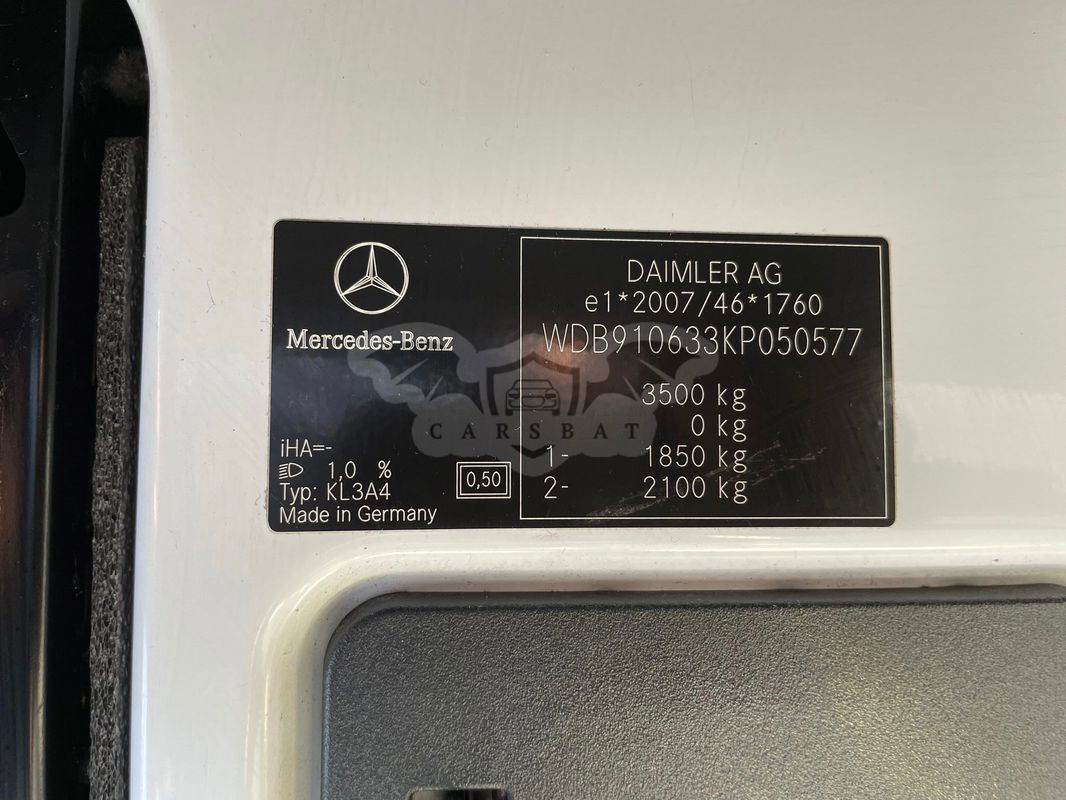 Mercedes-Benz
iHA=-
1,0 %
Typ: KL3A4
Made in Germany
0,50
DAIMLER AG
e1*2007/46*1760
WDB910633KP050577
3500 kg
0 kg
1- 1850 kg
2- 2100 kg
CARSBAT